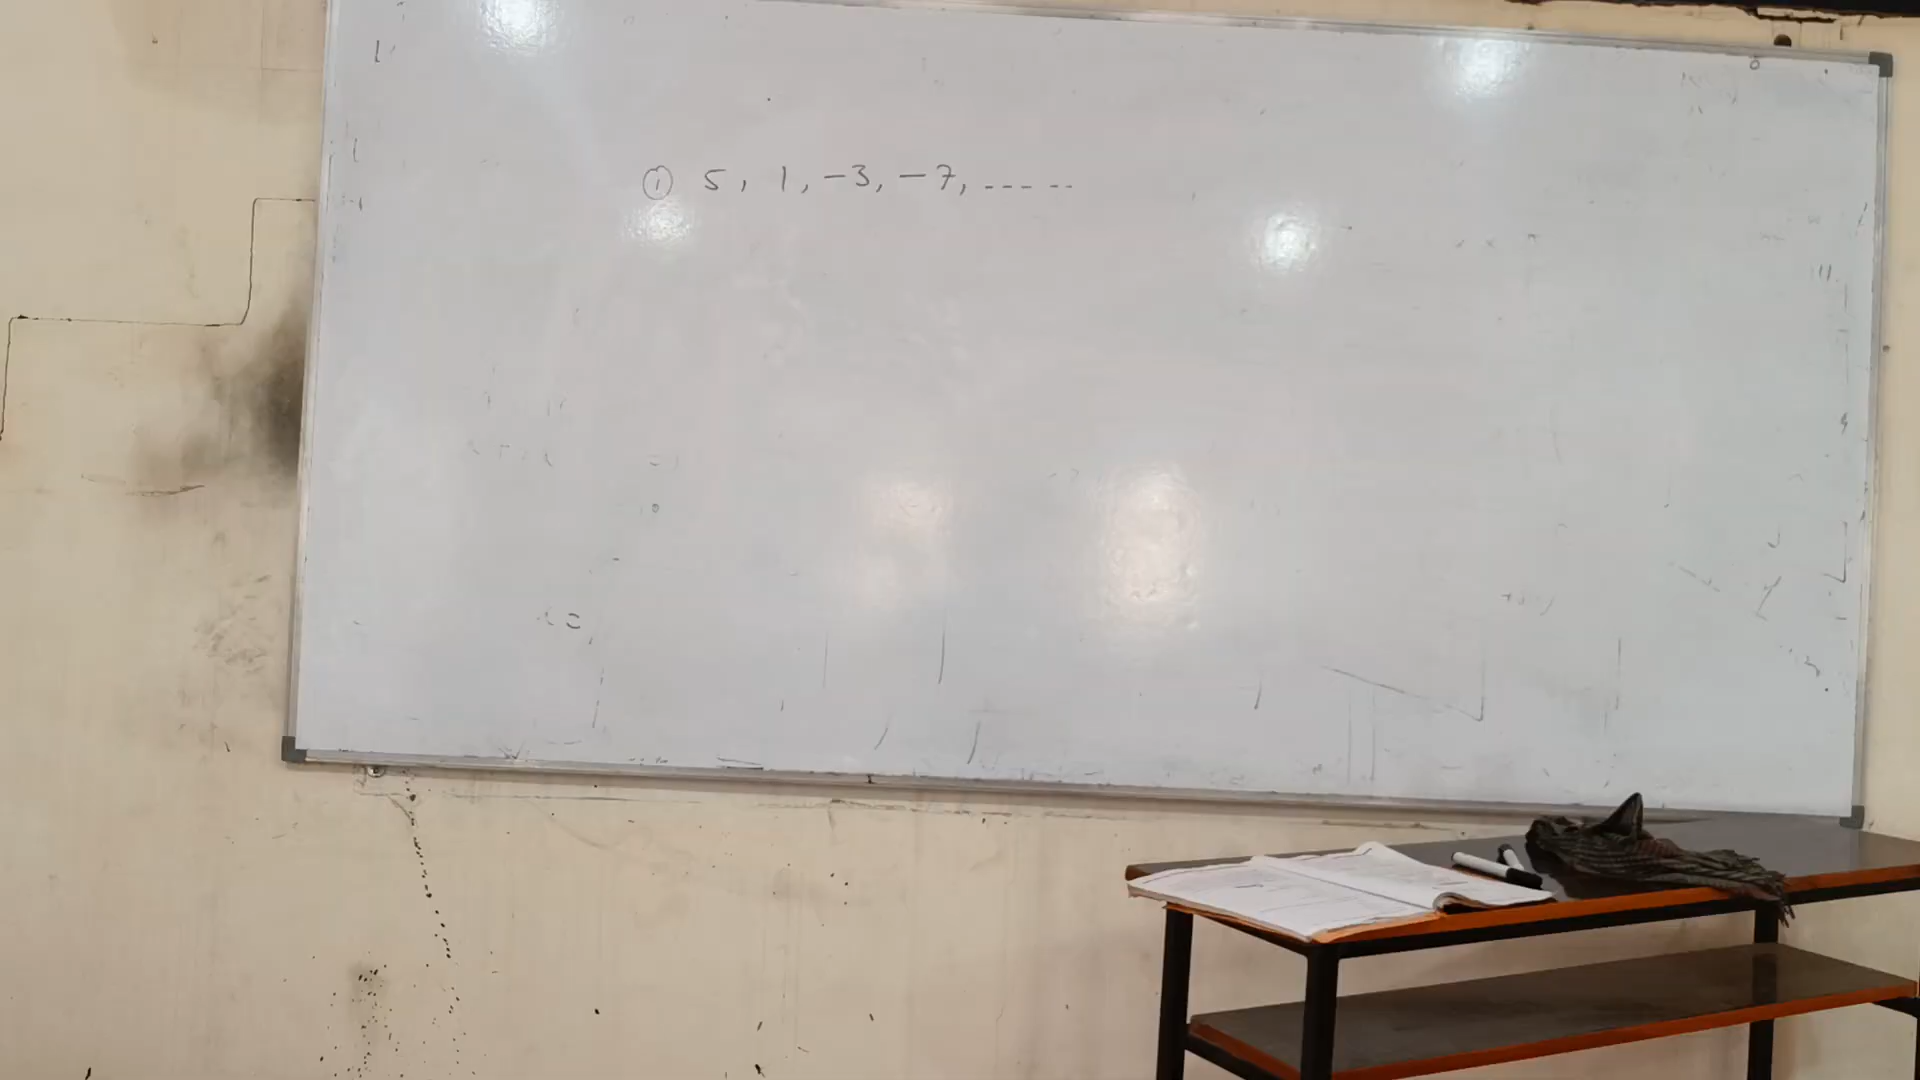 ① 5, 1, -3, -7, -----